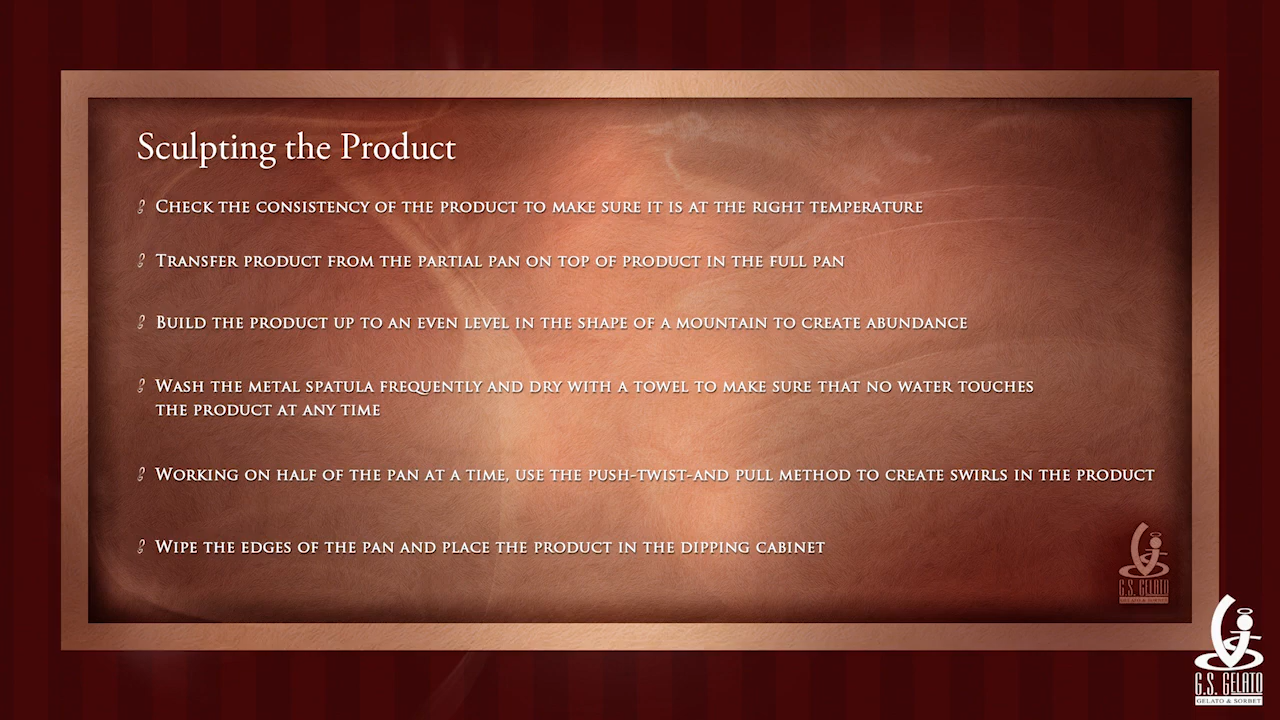 Sculpting the Product
Check the consistency of the product to make sure it is at the right temperature
Transfer product from the partial pan on top of product in the full pan
Build the product up to an even level in the shape of a mountain to create abundance
Wash the metal spatula frequently and dry with a towel to make sure that no water touches
the product at any time
Working on half of the pan at a time, use the push-twist-and pull method to create swirls in the product
Wipe the edges of the pan and place the product in the dipping cabinet
G.S. GELATO
GELATO & SORBET
G.S. GELATO
GELATO & SORBET